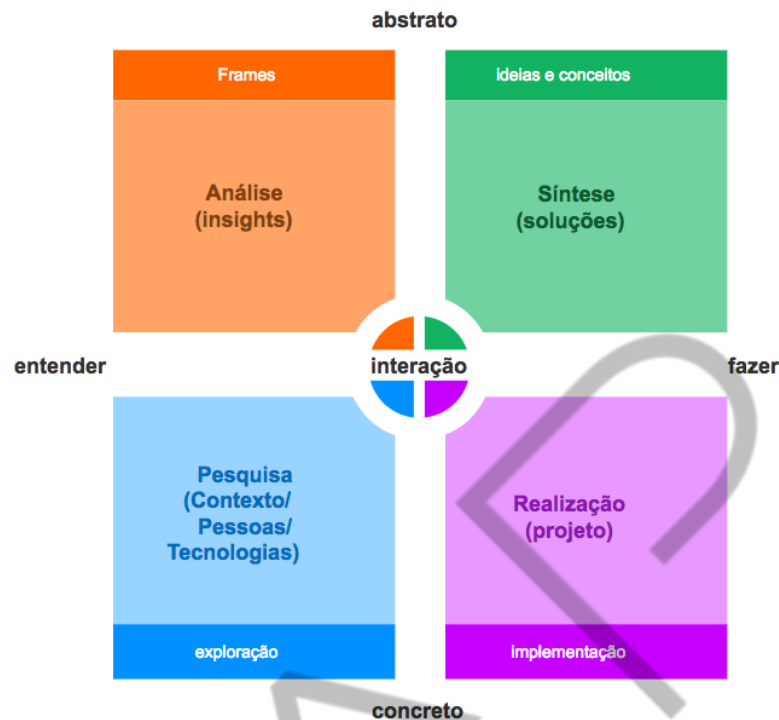 abstrato
Frames
ideias e conceitos
Análise
(insights)
Síntese
(soluções)
entender
interação
fazer
Pesquisa
(Contexto/
Pessoas/
Tecnologias)
Realização
(projeto)
exploração
implementação
concreto